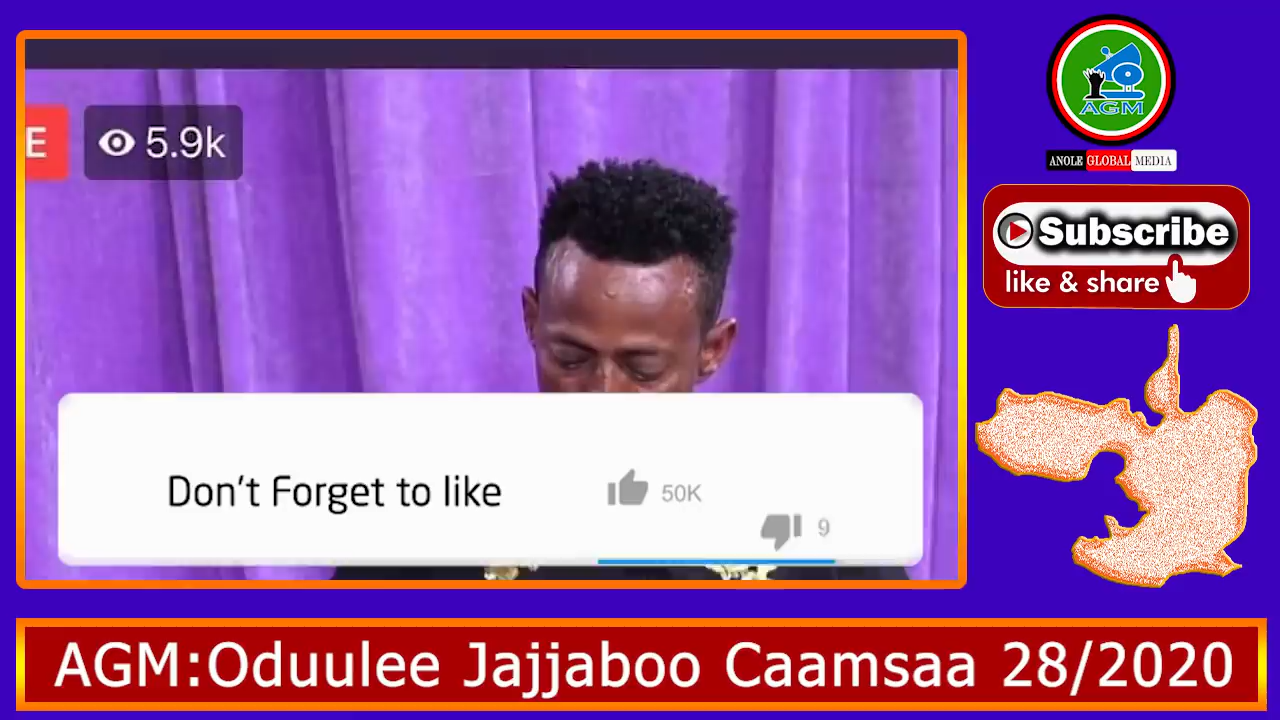 E
5.9k
Don't Forget to like
50K
9
AGM
ANOLE GLOBAL MEDIA
Subscribe
like & share
AGM:Oduulee Jajjaboo Caamsaa 28/2020